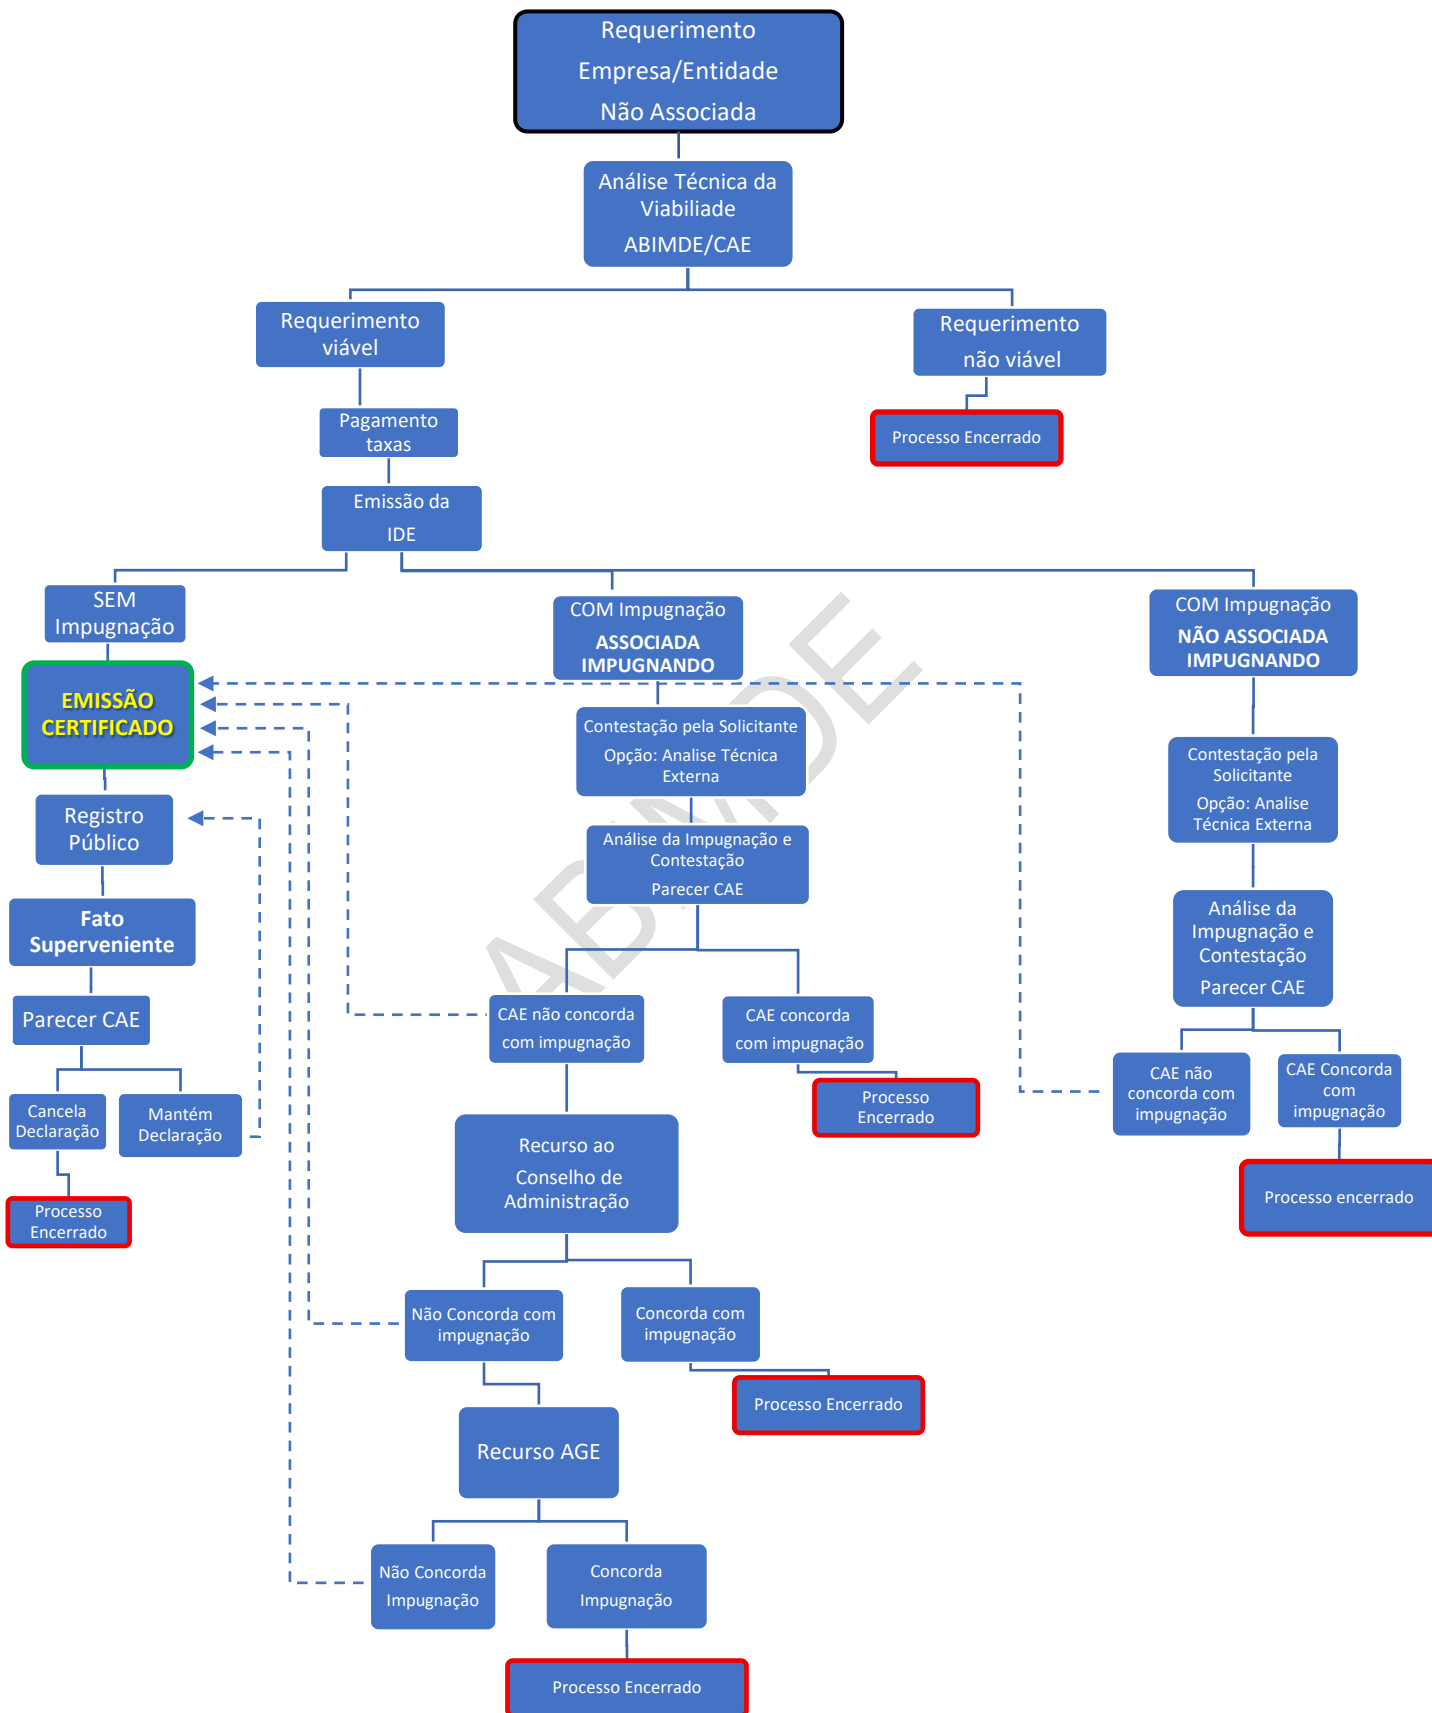 Requerimento
Empresa/Entidade
Não Associada
Análise Técnica da
Viabiliade
ABIMDE/CAE
Requerimento
viável
Requerimento
não viável
Pagamento
taxas
Processo Encerrado
Emissão da
IDE
SEM
Impugnação
COM Impugnação
ASSOCIADA
IMPUGNANDO
COM Impugnação
NÃO ASSOCIADA
IMPUGNANDO
EMISSÃO
CERTIFICADO
Contestação pela Solicitante
Opção: Analise Técnica
Externa
Contestação pela
Solicitante
Opção: Analise
Técnica Externa
Registro
Público
Análise da Impugnação e
Contestação
Parecer CAE
Análise da
Impugnação e
Contestação
Parecer CAE
Fato
Superveniente
Parecer CAE
CAE não concorda
com impugnação
CAE concorda
com impugnação
CAE não
concorda com
impugnação
CAE Concorda
com
impugnação
Cancela
Declaração
Mantém
Declaração
Processo
Encerrado
Recurso ao
Conselho de
Administração
Processo encerrado
Processo
Encerrado
Não Concorda com
impugnação
Concorda com
impugnação
Processo Encerrado
Recurso AGE
Não Concorda
Impugnação
Concorda
Impugnação
Processo Encerrado
ABIMDE